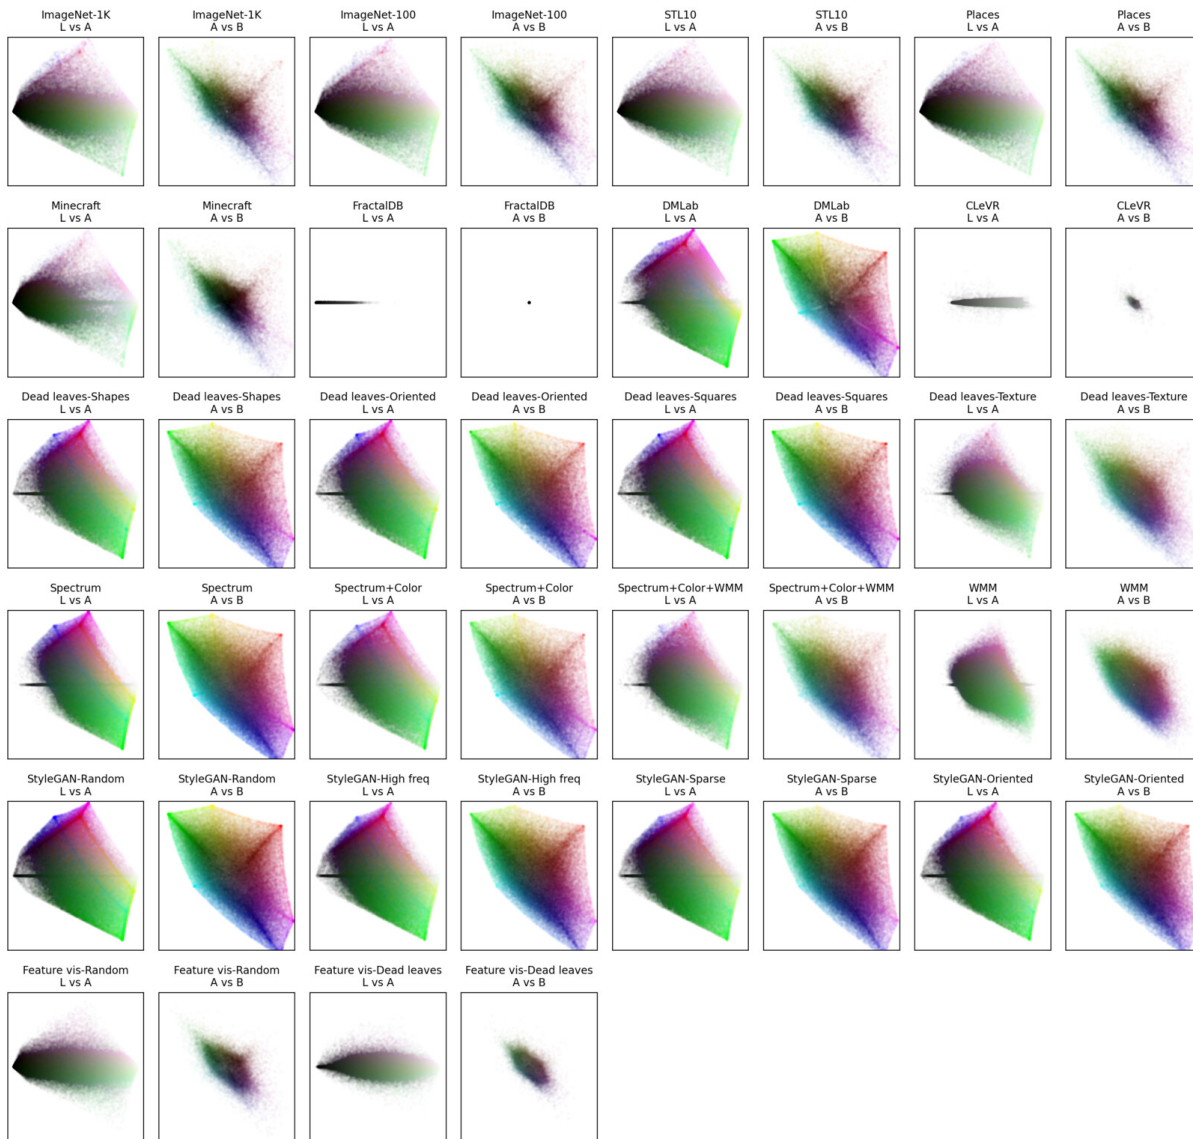 ImageNet-1K
L vs A
ImageNet-1K
A vs B
ImageNet-100
L vs A
ImageNet-100
A vs B
STL10
L vs A
STL10
A vs B
Places
L vs A
Places
A vs B
Minecraft
L vs A
Minecraft
A vs B
FractalDB
L vs A
FractalDB
A vs B
DMLab
L vs A
DMLab
A vs B
CLeVR
L vs A
CLeVR
A vs B
Dead leaves-Shapes
L vs A
Dead leaves-Shapes
A vs B
Dead leaves-Oriented
L vs A
Dead leaves-Oriented
A vs B
Dead leaves-Squares
L vs A
Dead leaves-Squares
A vs B
Dead leaves-Texture
L vs A
Dead leaves-Texture
A vs B
Spectrum
L vs A
Spectrum
A vs B
Spectrum+Color
L vs A
Spectrum+Color
A vs B
Spectrum+Color+WMM
L vs A
Spectrum+Color+WMM
A vs B
WMM
L vs A
WMM
A vs B
StyleGAN-Random
L vs A
StyleGAN-Random
A vs B
StyleGAN-High freq
L vs A
StyleGAN-High freq
A vs B
StyleGAN-Sparse
L vs A
StyleGAN-Sparse
A vs B
StyleGAN-Oriented
L vs A
StyleGAN-Oriented
A vs B
Feature vis-Random
L vs A
Feature vis-Random
A vs B
Feature vis-Dead leaves
L vs A
Feature vis-Dead leaves
A vs B